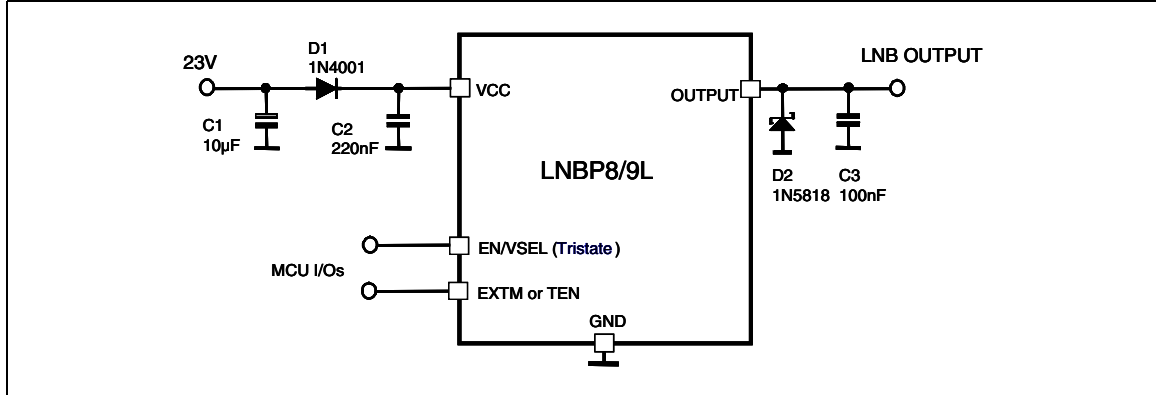 23V
D1
1N4001
C1
10µF
C2
220nF
VCC
OUTPUT
LNB OUTPUT
LNBP8/9L
D2
1N5818
C3
100nF
MCU I/Os
EN/VSEL (Tristate)
EXTM or TEN
GND